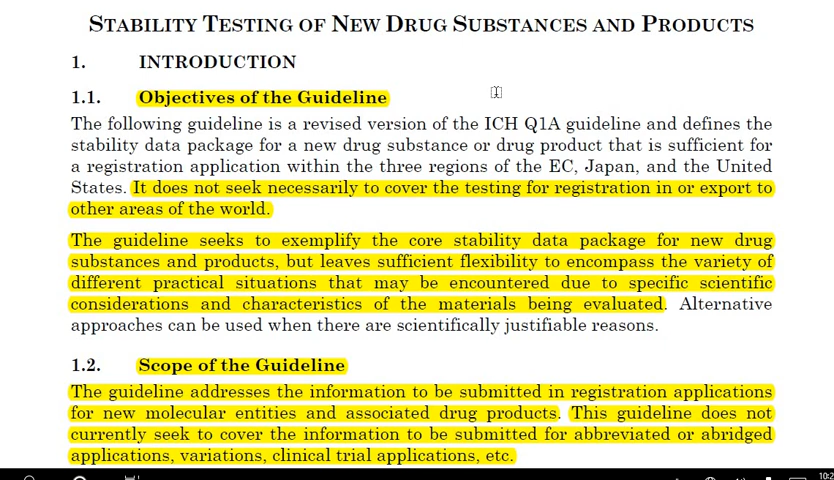 STABILITY TESTING OF NEW DRUG SUBSTANCES AND PRODUCTS
1. INTRODUCTION
1.1. Objectives of the Guideline
The following guideline is a revised version of the ICH Q1A guideline and defines the
stability data package for a new drug substance or drug product that is sufficient for
a registration application within the three regions of the EC, Japan, and the United
States. It does not seek necessarily to cover the testing for registration in or export to
other areas of the world.
The guideline seeks to exemplify the core stability data package for new drug
substances and products, but leaves sufficient flexibility to encompass the variety of
different practical situations that may be encountered due to specific scientific
considerations and characteristics of the materials being evaluated. Alternative
approaches can be used when there are scientifically justifiable reasons.
1.2. Scope of the Guideline
The guideline addresses the information to be submitted in registration applications
for new molecular entities and associated drug products. This guideline does not
currently seek to cover the information to be submitted for abbreviated or abridged
applications, variations, clinical trial applications, etc.